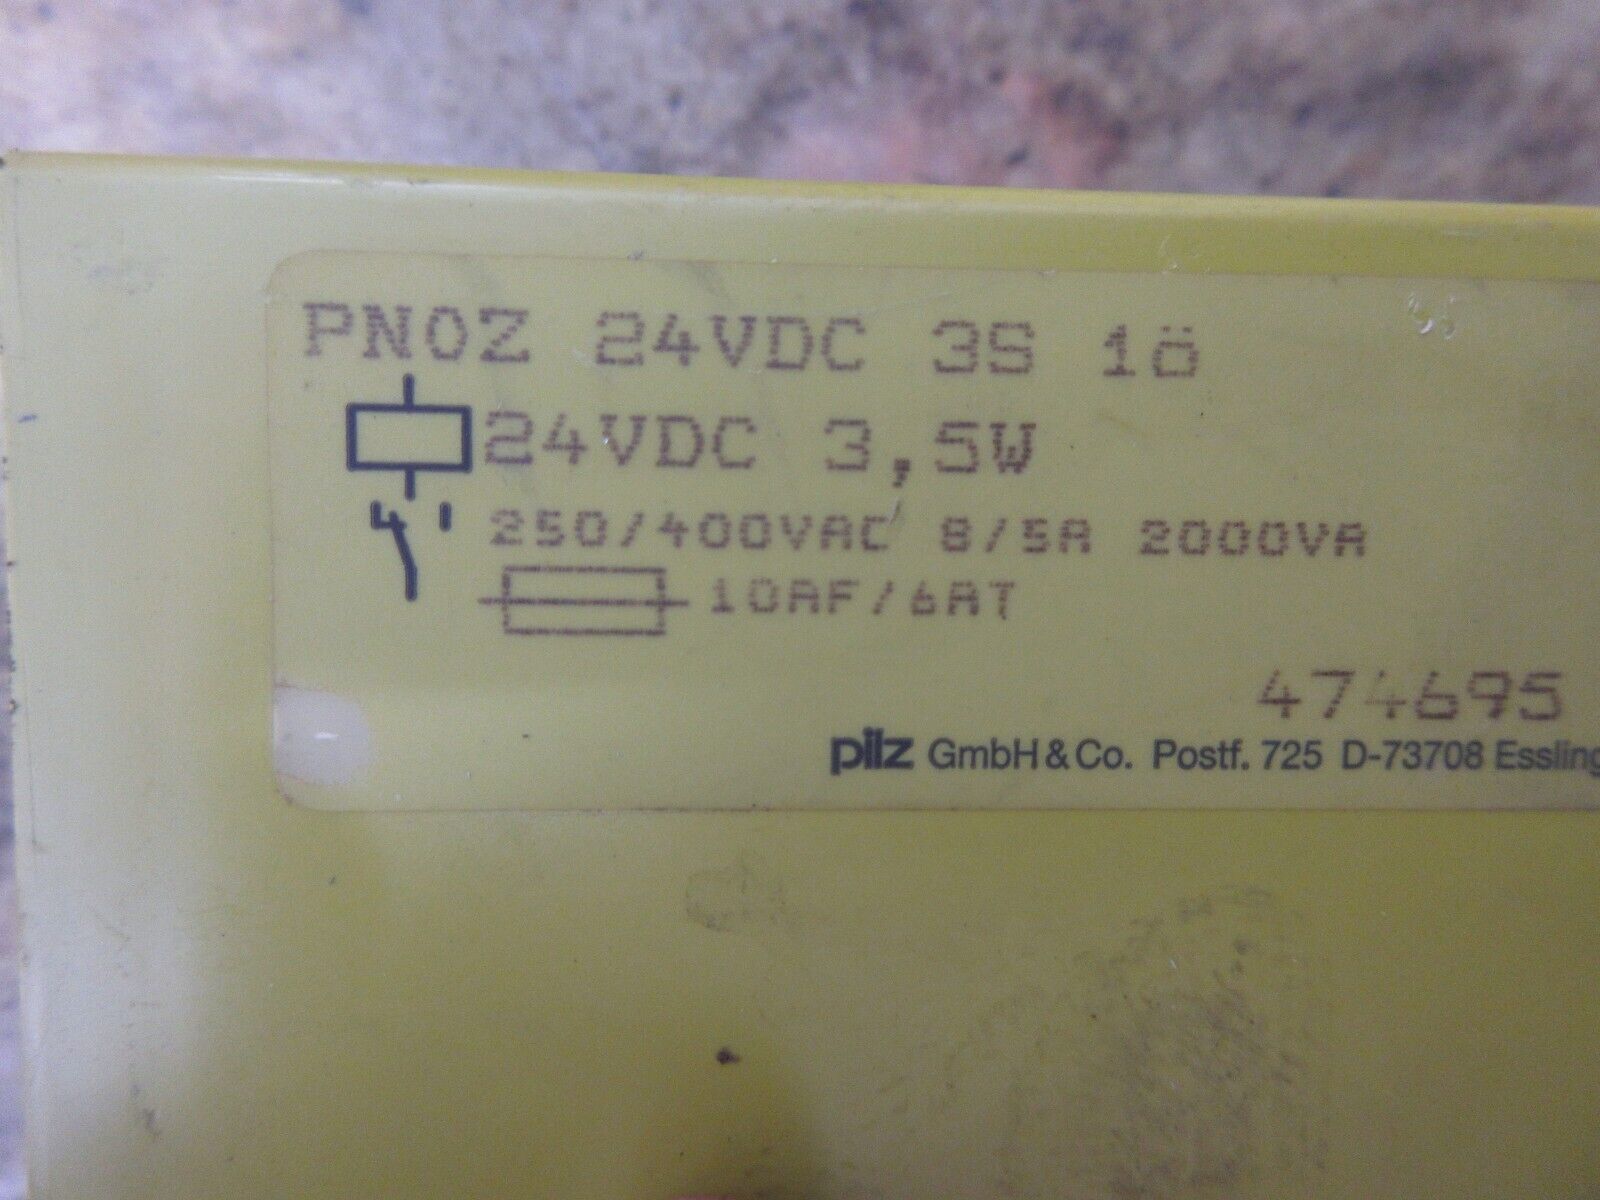 PNOZ 24VDC 3S 1ö
24VDC 3,5W
250/400VAC 8/5A 2000VA
10AF/6AT
474695
pilz GmbH & Co. Postf. 725 D-73708 Essling